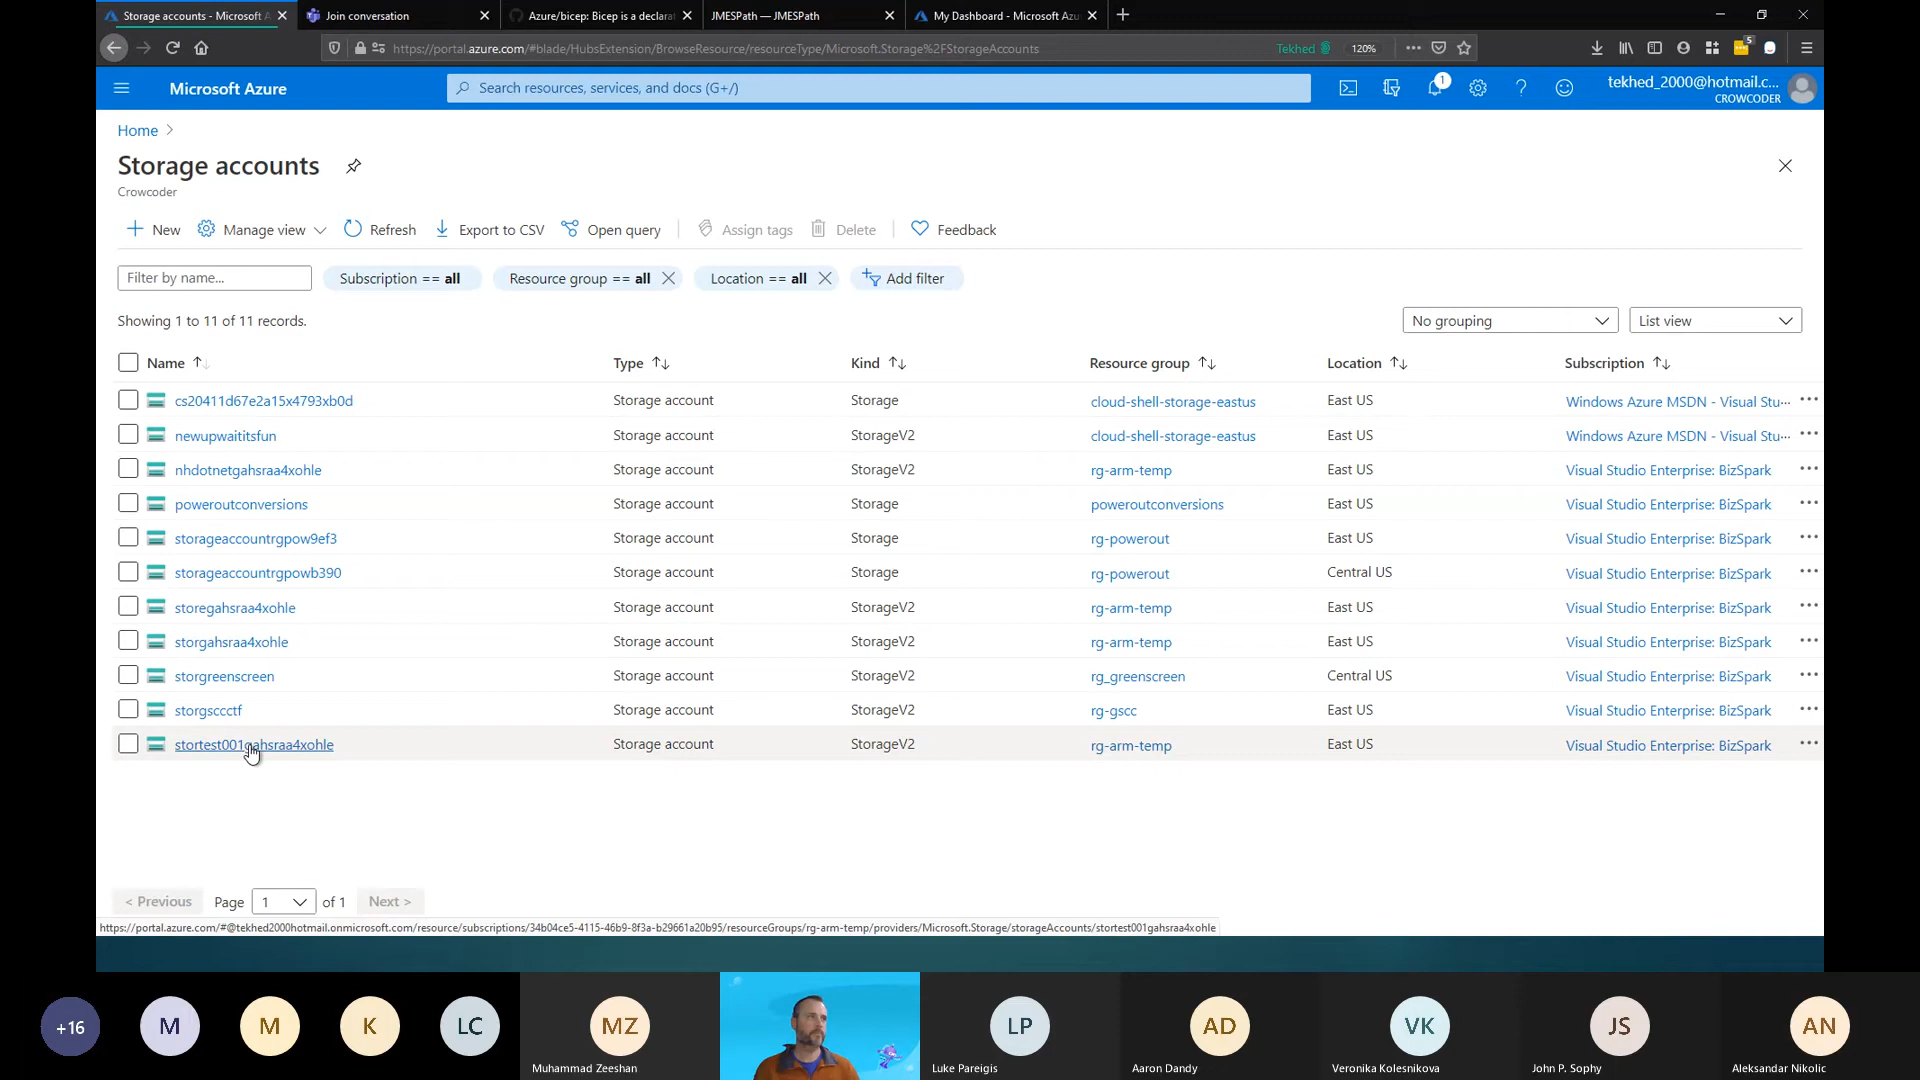 Storage accounts - Microsoft A
Join conversation
Azure/bicep: Bicep is a declarat
JMESPath — JMESPath
My Dashboard - Microsoft Azu
https://portal.azure.com/#blade/HubsExtension/BrowseResource/resourceType/Microsoft.Storage%2FStorageAccounts
Tekhed
120%
5
Microsoft Azure
Search resources, services, and docs (G+/)
1
tekhed_2000@hotmail.c...
CROWCODER
Home
Storage accounts
Crowcoder
New
Manage view
Refresh
Export to CSV
Open query
Assign tags
Delete
Feedback
Filter by name...
Subscription == all
Resource group == all
Location == all
Add filter
Showing 1 to 11 of 11 records.
No grouping
List view
Name Type Kind Resource group Location Subscription
cs20411d67e2a15x4793xb0d Storage account Storage cloud-shell-storage-eastus East US Windows Azure MSDN - Visual Stu···
newupwaititsfun Storage account StorageV2 cloud-shell-storage-eastus East US Windows Azure MSDN - Visual Stu···
nhdotnetgahsraa4xohle Storage account StorageV2 rg-arm-temp East US Visual Studio Enterprise: BizSpark
poweroutconversions Storage account Storage poweroutconversions East US Visual Studio Enterprise: BizSpark
storageaccountrgpow9ef3 Storage account Storage rg-powerout East US Visual Studio Enterprise: BizSpark
storageaccountrgpowb390 Storage account Storage rg-powerout Central US Visual Studio Enterprise: BizSpark
storegahsraa4xohle Storage account StorageV2 rg-arm-temp East US Visual Studio Enterprise: BizSpark
storgahsraa4xohle Storage account StorageV2 rg-arm-temp East US Visual Studio Enterprise: BizSpark
storgreenscreen Storage account StorageV2 rg_greenscreen Central US Visual Studio Enterprise: BizSpark
storgsccctf Storage account StorageV2 rg-gscc East US Visual Studio Enterprise: BizSpark
stortest001gahsraa4xohle Storage account StorageV2 rg-arm-temp East US Visual Studio Enterprise: BizSpark
< Previous
Page 1 of 1
Next >
https://portal.azure.com/#@tekhed2000hotmail.onmicrosoft.com/resource/subscriptions/34b04ce5-4115-46b9-8f3a-b29661a20b95/resourceGroups/rg-arm-temp/providers/Microsoft.Storage/storageAccounts/stortest001gahsraa4xohle
+16
M
M
K
LC
MZ
LP
AD
VK
JS
AN
Muhammad Zeeshan
Luke Pareigis
Aaron Dandy
Veronika Kolesnikova
John P. Sophy
Aleksandar Nikolic